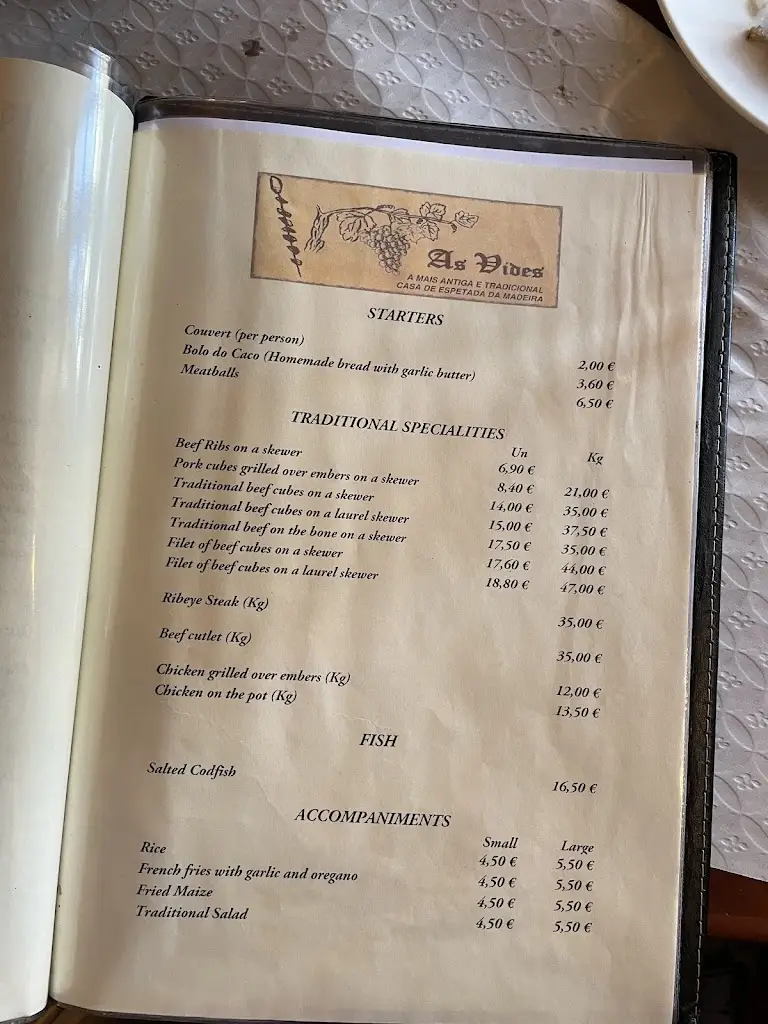 As Vides
A MAIS ANTIGA E TRADICIONAL
CASA DE ESPETADA DA MADEIRA
STARTERS
Couvert (per person) 2,00 €
Bolo do Caco (Homemade bread with garlic butter) 3,60 €
Meatballs 6,50 €
TRADITIONAL SPECIALITIES
Un Kg
Beef Ribs on a skewer 6,90 €
Pork cubes grilled over embers on a skewer 8,40 € 21,00 €
Traditional beef cubes on a skewer 14,00 € 35,00 €
Traditional beef cubes on a laurel skewer 15,00 € 37,50 €
Traditional beef on the bone on a skewer 17,50 € 35,00 €
Filet of beef cubes on a skewer 17,60 € 44,00 €
Filet of beef cubes on a laurel skewer 18,80 € 47,00 €
Ribeye Steak (Kg) 35,00 €
Beef cutlet (Kg) 35,00 €
Chicken grilled over embers (Kg) 12,00 €
Chicken on the pot (Kg) 13,50 €
FISH
Salted Codfish 16,50 €
ACCOMPANIMENTS
Small Large
Rice 4,50 € 5,50 €
French fries with garlic and oregano 4,50 € 5,50 €
Fried Maize 4,50 € 5,50 €
Traditional Salad 4,50 € 5,50 €